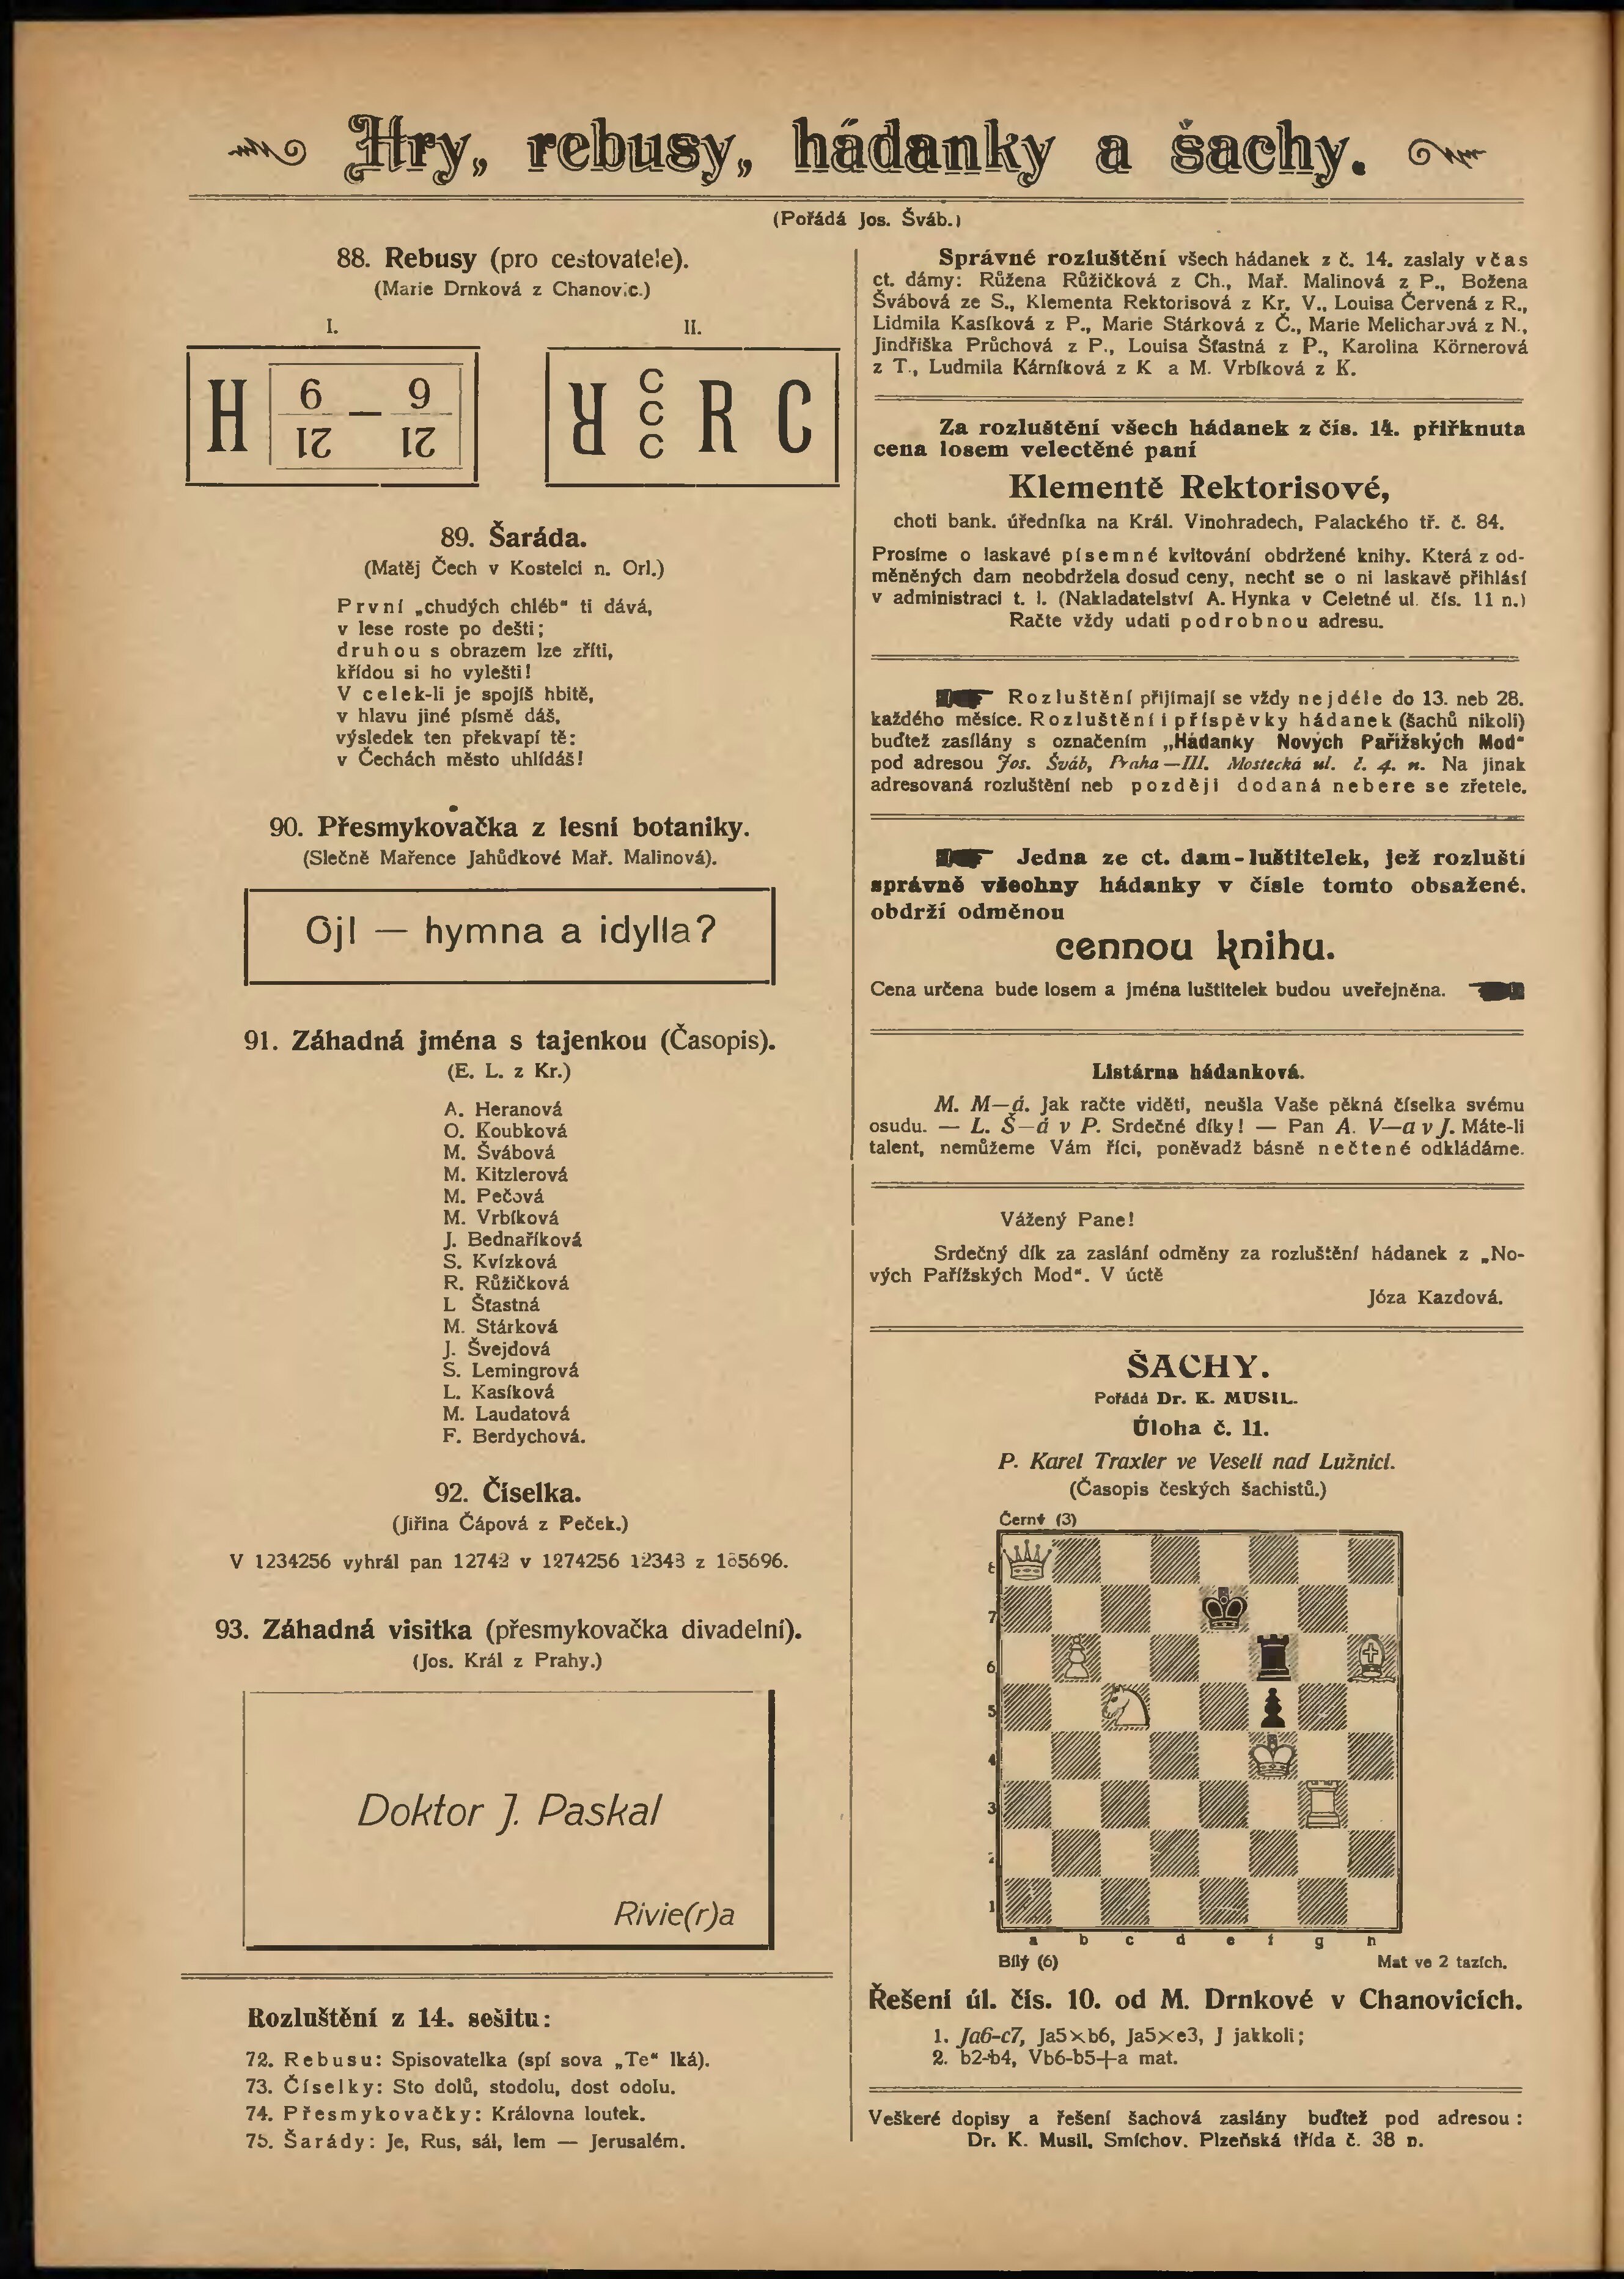 Hry, rebusy, hádanky a šachy.
(Pořádá Jos. Šváb.)
88. Rebusy (pro cestovatele).
(Marie Drnková z Chanovic.)
I. II.
H 6 — 9
21 21
R C C C R C
89. Šaráda.
(Matěj Čech v Kostelci n. Orl.)
První „chudých chléb“ ti dává,
v lese roste po dešti;
druhou s obrazem lze zříti,
křídou si ho vylešti!
V celek-li je spojíš hbitě,
v hlavu jiné písmě dáš,
výsledek ten překvapí tě:
v Čechách město uhlídáš!
90. Přesmykovačka z lesní botaniky.
(Slečně Mařence Jahůdkové Mař. Malinová).
Ój! — hymna a idylla?
91. Záhadná jména s tajenkou (Časopis).
(E. L. z Kr.)
A. Heranová
O. Koubková
M. Švábová
M. Kitzlerová
M. Pečová
M. Vrbíková
J. Bednaříková
S. Kvízková
R. Růžičková
L Šťastná
M. Stárková
J. Švejdová
S. Lemingrová
L. Kasíková
M. Laudatová
F. Berdychová.
92. Číselka.
(Jiřina Čápová z Peček.)
V 1234256 vyhrál pan 12742 v 1274256 12343 z 185696.
93. Záhadná visitka (přesmykovačka divadelní).
(Jos. Král z Prahy.)
Doktor J. Paskal
Rivie(r)a
Rozluštění z 14. sešitu:
72. Rebusu: Spisovatelka (spí sova „Te“ lká).
73. Číselky: Sto dolů, stodolu, dost odolu.
74. Přesmykovačky: Královna loutek.
75. Šarády: Je, Rus, sál, lem — Jerusalém.
Správné rozluštění všech hádanek z č. 14. zaslaly včas
ct. dámy: Růžena Růžičková z Ch., Mař. Malinová z P., Božena
Švábová ze S., Klementa Rektorisová z Kr. V., Louisa Červená z R.,
Lidmila Kasíková z P., Marie Stárková z Č., Marie Melicharová z N.,
Jindřiška Průchová z P., Louisa Šťastná z P., Karolina Körnerová
z T., Ludmila Kárníková z K a M. Vrbíková z K.
Za rozluštění všech hádanek z čís. 14. přiřknuta
cena losem velectěné paní
Klementě Rektorisové,
choti bank. úředníka na Král. Vinohradech, Palackého tř. č. 84.
Prosíme o laskavé písemné kvitování obdržené knihy. Která z od-
měněných dam neobdržela dosud ceny, nechť se o ni laskavě přihlásí
v administraci t. l. (Nakladatelství A. Hynka v Celetné ul. čís. 11 n.)
Račte vždy udati podrobnou adresu.
Rozluštění přijímají se vždy nejdéle do 13. neb 28.
každého měsíce. Rozluštění i příspěvky hádanek (šachů nikoli)
buďtež zasílány s označením „Hádanky Nových Pařížských Mod“
pod adresou Jos. Šváb, Praha—III. Mostecká ul. č. 4. n. Na jinak
adresovaná rozluštění neb později dodaná nebere se zřetele.
Jedna ze ct. dam-luštitelek, jež rozluští
správně všechny hádanky v čísle tomto obsažené,
obdrží odměnou
cennou knihu.
Cena určena bude losem a jména luštitelek budou uveřejněna.
Listárna hádanková.
M. M—á. Jak račte viděti, neušla Vaše pěkná číselka svému
osudu. — L. Š—á v P. Srdečné díky! — Pan A. V—a v J. Máte-li
talent, nemůžeme Vám říci, poněvadž básně nečtené odkládáme.
Vážený Pane!
Srdečný dík za zaslání odměny za rozluštění hádanek z „No-
vých Pařížských Mod“. V úctě
Józa Kazdová.
ŠACHY.
Pořádá Dr. K. MUSIL.
Úloha č. 11.
P. Karel Traxler ve Veselí nad Lužnicí.
(Časopis českých šachistů.)
Černý (3)
8
7
6
5
4
3
2
1
a b c d e f g h
Bílý (6) Mat ve 2 tazích.
Řešení úl. čís. 10. od M. Drnkové v Chanovicích.
1. Ja6-c7, Ja5×b6, Ja5×e3, J jakkoli;
2. b2-b4, Vb6-b5+a mat.
Veškeré dopisy a řešení šachová zaslány buďtež pod adresou:
Dr. K. Musil, Smíchov, Plzeňská třída č. 38 n.